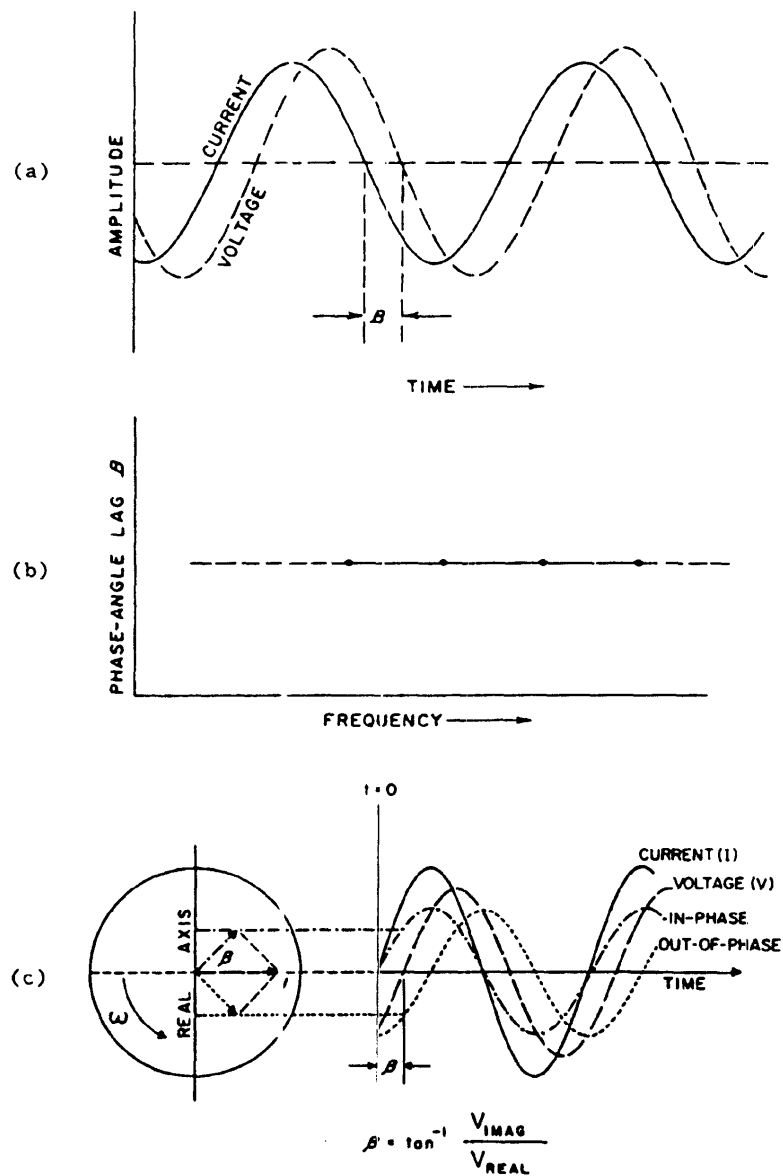 (a)
AMPLITUDE
CURRENT
VOLTAGE
β
TIME
(b)
PHASE-ANGLE LAG β
FREQUENCY
(c)
t = 0
CURRENT (I)
VOLTAGE (V)
IN-PHASE
OUT-OF-PHASE
TIME
REAL AXIS
β
ω
β
β = tan⁻¹ V_IMAG / V_REAL